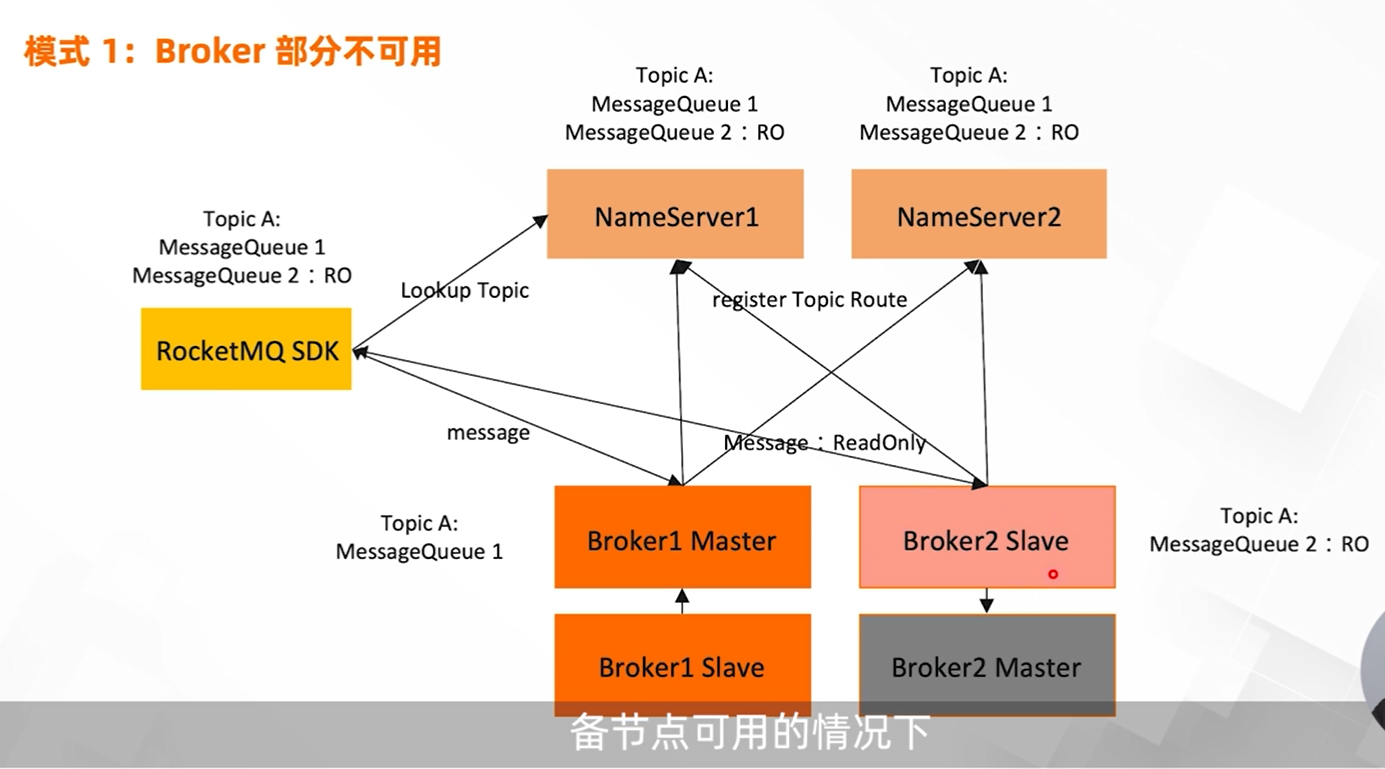 模式 1：Broker 部分不可用
Topic A:
MessageQueue 1
MessageQueue 2：RO
Topic A:
MessageQueue 1
MessageQueue 2：RO
NameServer1
NameServer2
Topic A:
MessageQueue 1
MessageQueue 2：RO
Lookup Topic
register Topic Route
RocketMQ SDK
message
Message：ReadOnly
Topic A:
MessageQueue 1
Broker1 Master
Broker2 Slave
Topic A:
MessageQueue 2：RO
Broker1 Slave
Broker2 Master
备节点可用的情况下